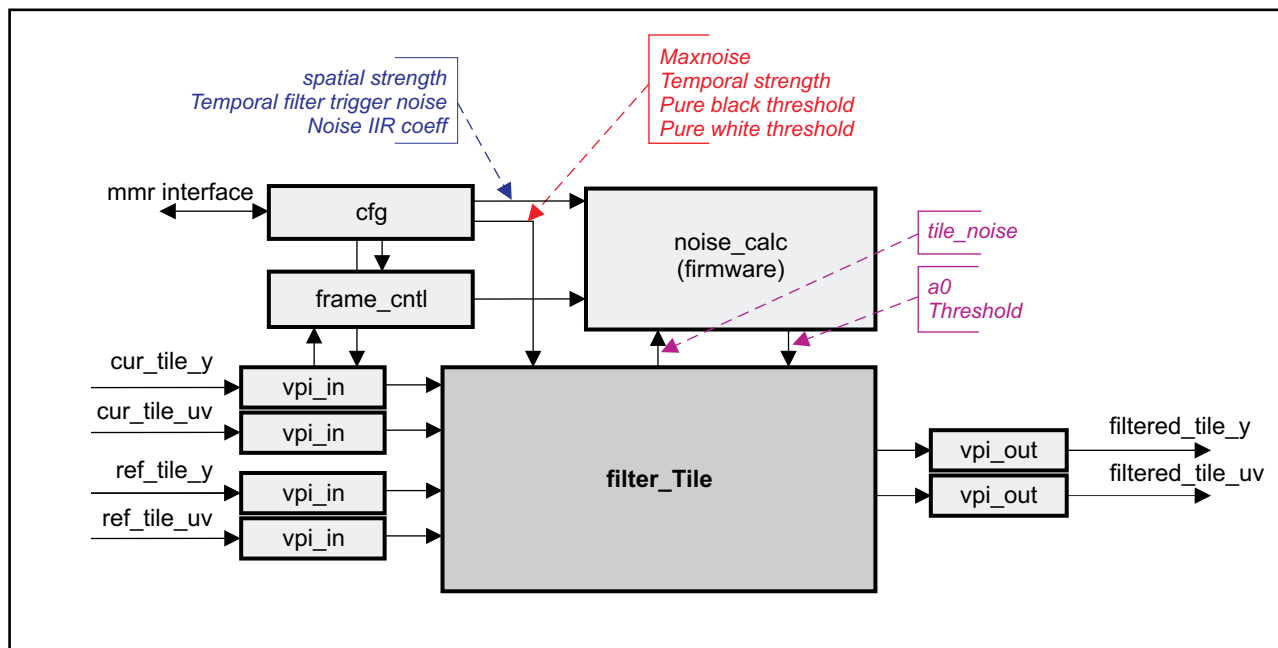 spatial strength
Temporal filter trigger noise
Noise IIR coeff
Maxnoise
Temporal strength
Pure black threshold
Pure white threshold
mmr interface
cfg
frame_cntl
noise_calc
(firmware)
tile_noise
a0
Threshold
cur_tile_y
vpi_in
cur_tile_uv
vpi_in
ref_tile_y
vpi_in
ref_tile_uv
vpi_in
filter_Tile
vpi_out
filtered_tile_y
vpi_out
filtered_tile_uv